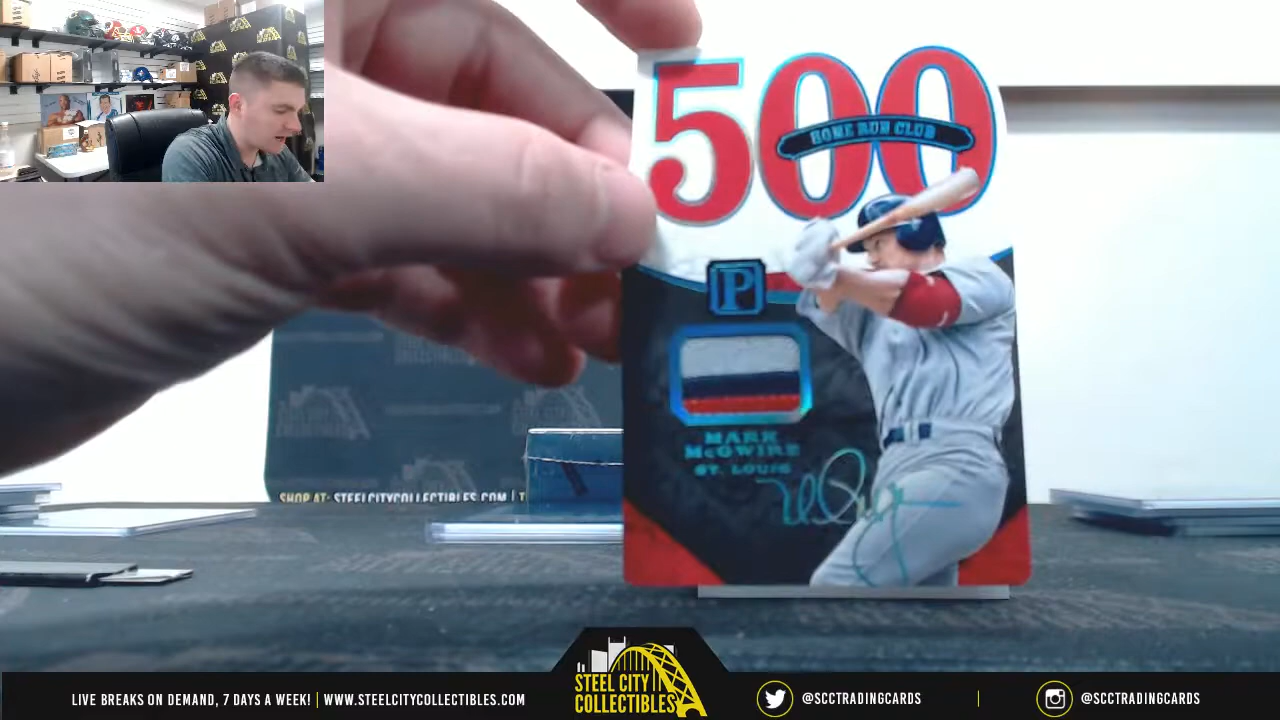 500
HOME RUN CLUB
P
MARK
McGWIRE
ST. LOUIS
SHOP AT: STEELCITYCOLLECTIBLES.COM | T
STEEL CITY
COLLECTIBLES
LIVE BREAKS ON DEMAND, 7 DAYS A WEEK! | WWW.STEELCITYCOLLECTIBLES.COM
@SCCTRADINGCARDS | @SCCTRADINGCARDS